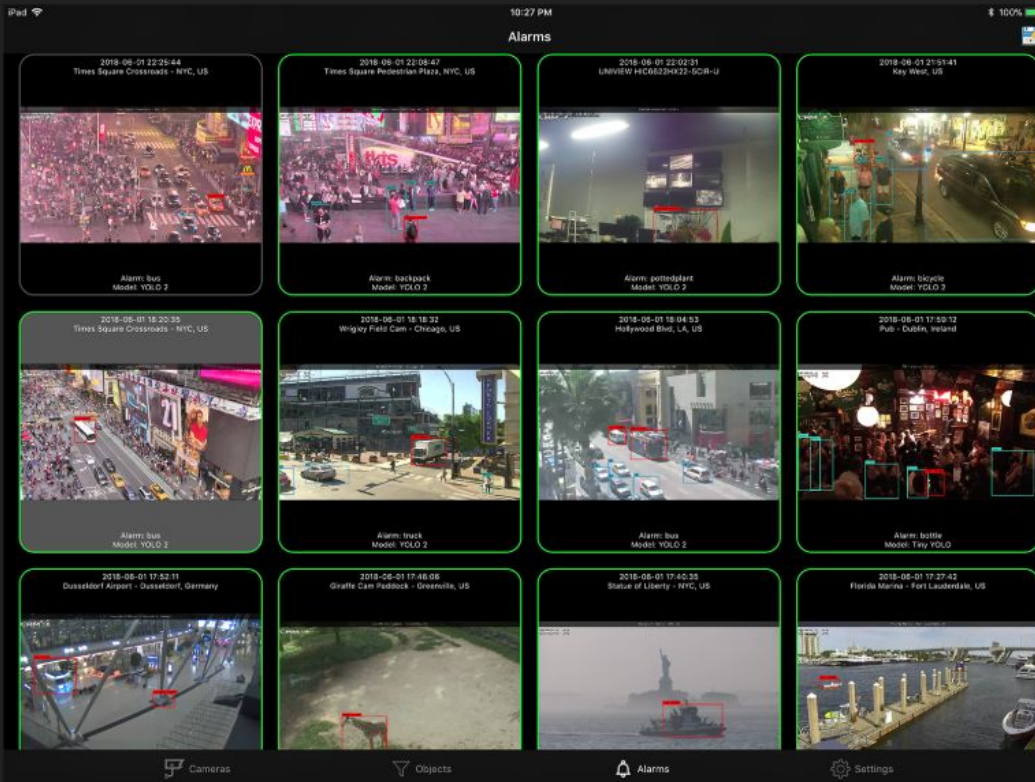 iPad
10:27 PM
100%
Alarms
2018-06-01 22:25:44
Times Square Crossroads - NYC, US
Alarm: bus
Model: YOLO 2
2018-06-01 22:08:47
Times Square Pedestrian Plaza, NYC, US
Alarm: backpack
Model: YOLO 2
2018-06-01 22:02:31
UNIVIEW HIC6622HX22-5CIR-U
Alarm: pottedplant
Model: YOLO 2
2018-06-01 21:51:41
Key West, US
Alarm: bicycle
Model: YOLO 2
2018-06-01 18:20:35
Times Square Crossroads - NYC, US
Alarm: bus
Model: YOLO 2
2018-06-01 18:18:32
Wrigley Field Cam - Chicago, US
Alarm: truck
Model: YOLO 2
2018-06-01 18:04:53
Hollywood Blvd, LA, US
Alarm: bus
Model: YOLO 2
2018-06-01 17:59:12
Pub - Dublin, Ireland
Alarm: bottle
Model: Tiny YOLO
2018-06-01 17:52:11
Dusseldorf Airport - Dusseldorf, Germany
2018-06-01 17:46:06
Giraffe Cam Paddock - Greenville, US
2018-06-01 17:40:35
Statue of Liberty - NYC, US
2018-06-01 17:27:42
Florida Marina - Fort Lauderdale, US
Cameras
Objects
Alarms
Settings